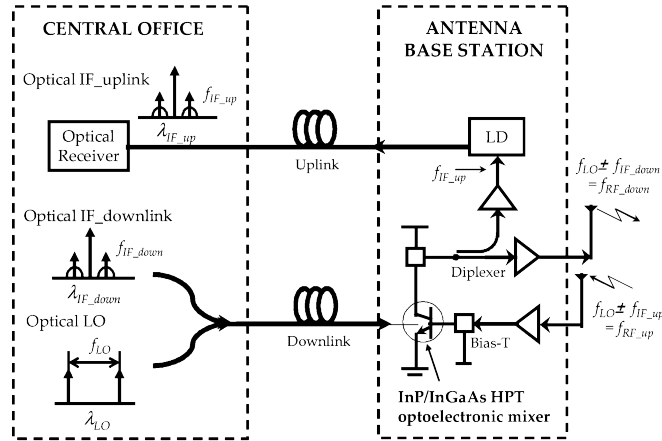 CENTRAL OFFICE
ANTENNA
BASE STATION
Optical IF_uplink
f_IF_up
λ_IF_up
Optical
Receiver
Uplink
LD
f_IF_up
f_LO ± f_IF_down
= f_RF_down
Optical IF_downlink
f_IF_down
λ_IF_down
Diplexer
Optical LO
f_LO
λ_LO
Downlink
Bias-T
f_LO ± f_IF_up
= f_RF_up
InP/InGaAs HPT
optoelectronic mixer